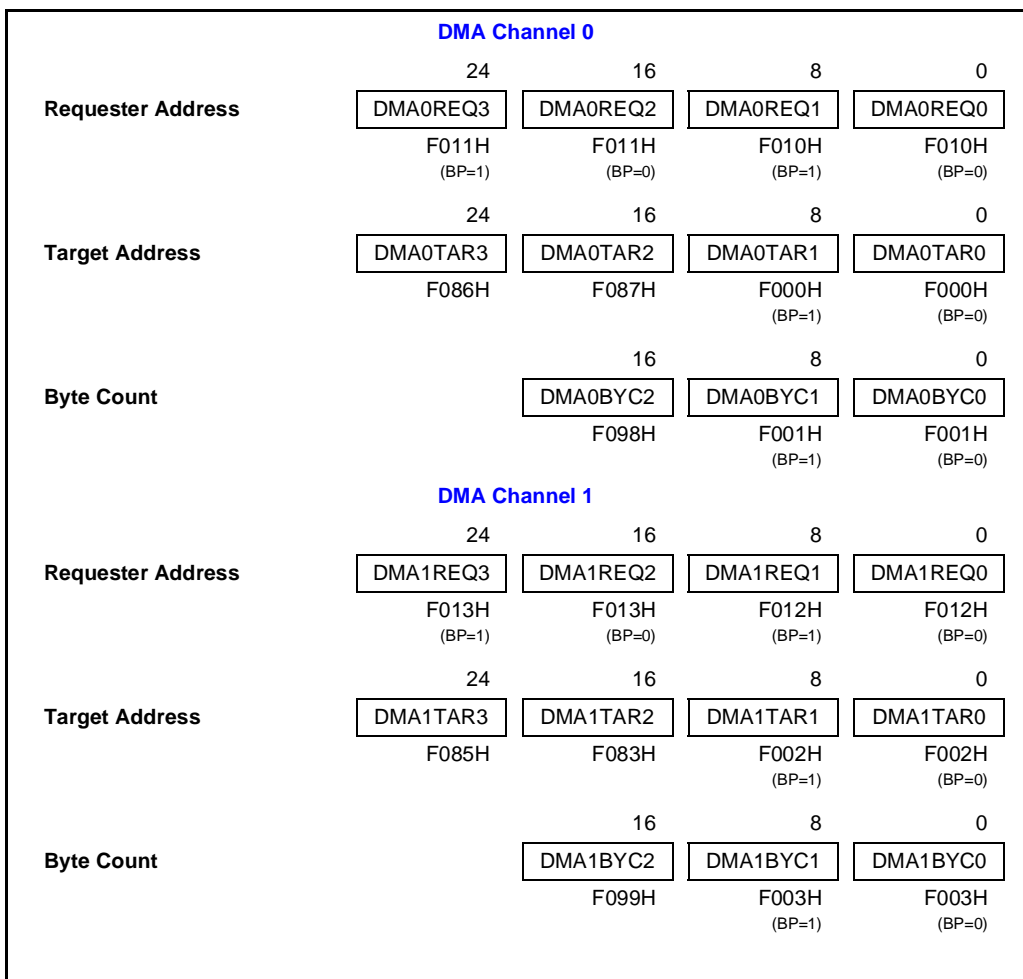 DMA Channel 0
24 16 8 0
Requester Address DMA0REQ3 DMA0REQ2 DMA0REQ1 DMA0REQ0
F011H F011H F010H F010H
(BP=1) (BP=0) (BP=1) (BP=0)
24 16 8 0
Target Address DMA0TAR3 DMA0TAR2 DMA0TAR1 DMA0TAR0
F086H F087H F000H F000H
(BP=1) (BP=0)
16 8 0
Byte Count DMA0BYC2 DMA0BYC1 DMA0BYC0
F098H F001H F001H
(BP=1) (BP=0)
DMA Channel 1
24 16 8 0
Requester Address DMA1REQ3 DMA1REQ2 DMA1REQ1 DMA1REQ0
F013H F013H F012H F012H
(BP=1) (BP=0) (BP=1) (BP=0)
24 16 8 0
Target Address DMA1TAR3 DMA1TAR2 DMA1TAR1 DMA1TAR0
F085H F083H F002H F002H
(BP=1) (BP=0)
16 8 0
Byte Count DMA1BYC2 DMA1BYC1 DMA1BYC0
F099H F003H F003H
(BP=1) (BP=0)